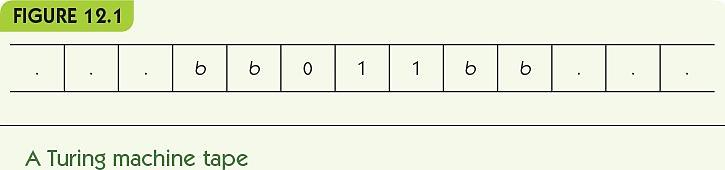 FIGURE 12.1
. . . b b 0 1 1 b b . . .
A Turing machine tape